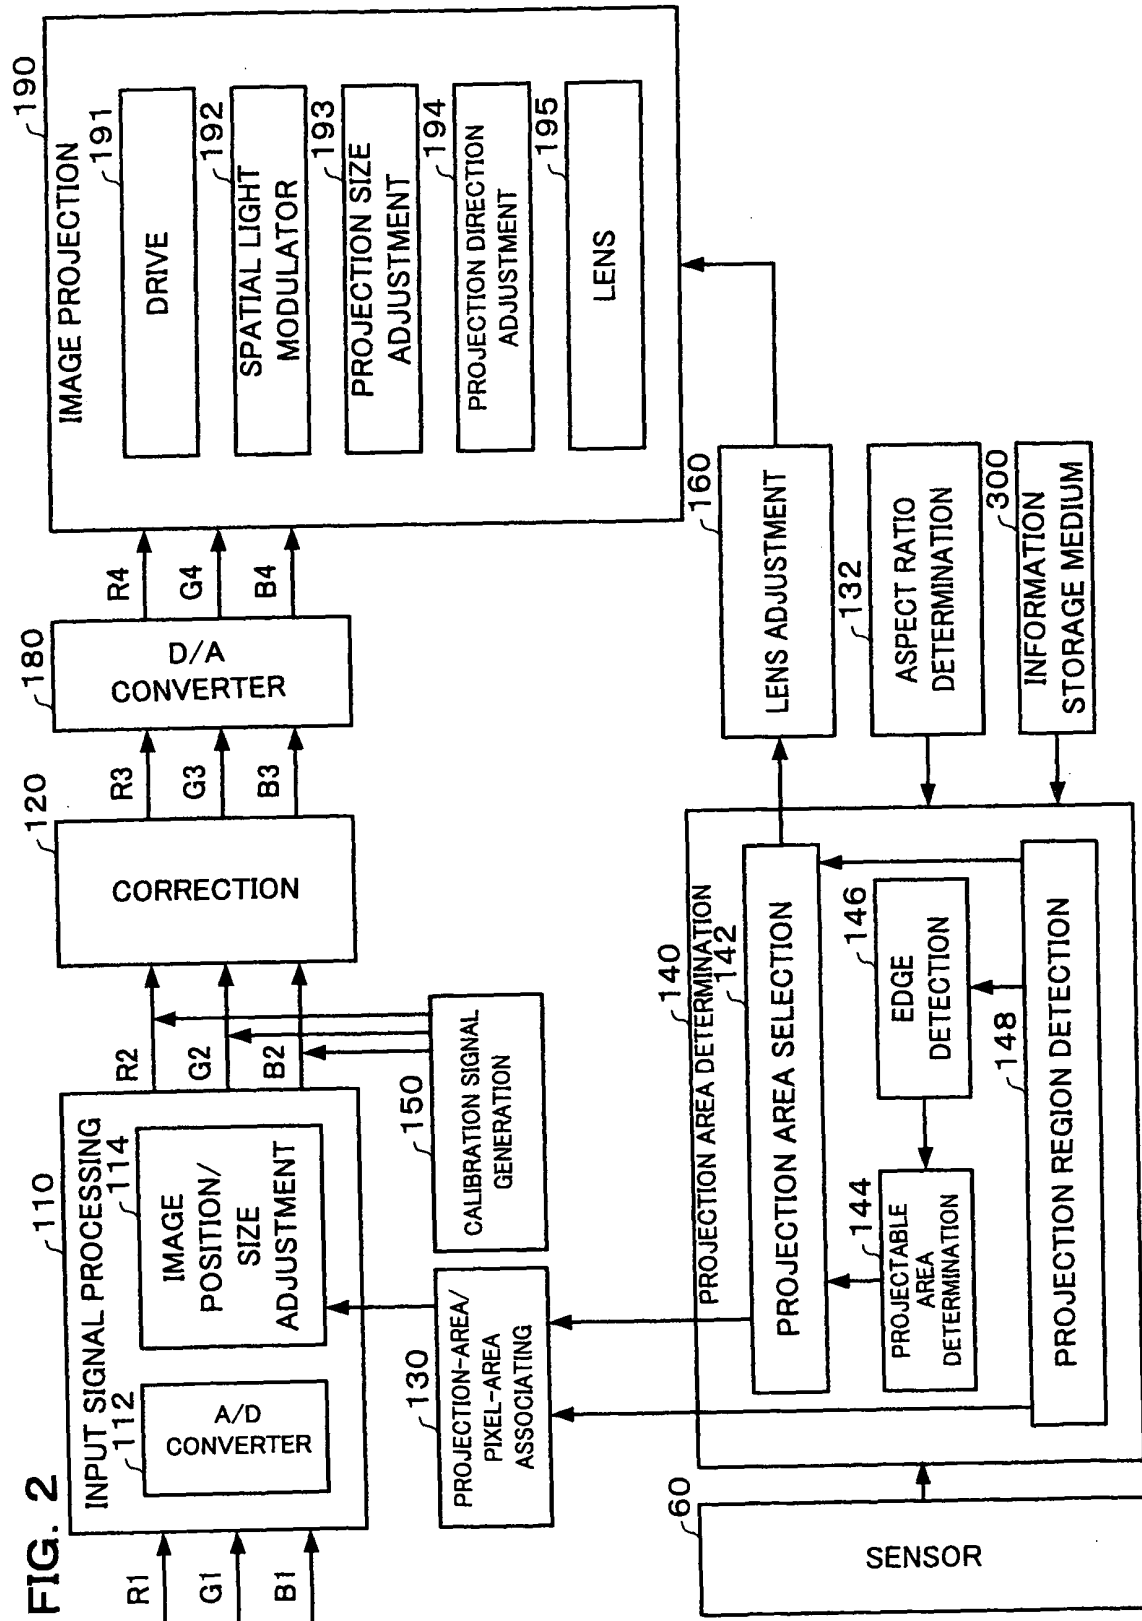 FIG. 2
R1
G1
B1
110
INPUT SIGNAL PROCESSING
112
A/D
CONVERTER
114
IMAGE
POSITION/
SIZE
ADJUSTMENT
R2
G2
B2
120
CORRECTION
R3
G3
B3
180
D/A
CONVERTER
R4
G4
B4
190
IMAGE PROJECTION
191
DRIVE
192
SPATIAL LIGHT
MODULATOR
193
PROJECTION SIZE
ADJUSTMENT
194
PROJECTION DIRECTION
ADJUSTMENT
195
LENS
130
PROJECTION-AREA/
PIXEL-AREA
ASSOCIATING
150
CALIBRATION SIGNAL
GENERATION
60
SENSOR
140
PROJECTION AREA DETERMINATION
142
PROJECTION AREA SELECTION
144
PROJECTABLE
AREA
DETERMINATION
146
EDGE
DETECTION
148
PROJECTION REGION DETECTION
160
LENS ADJUSTMENT
132
ASPECT RATIO
DETERMINATION
300
INFORMATION
STORAGE MEDIUM